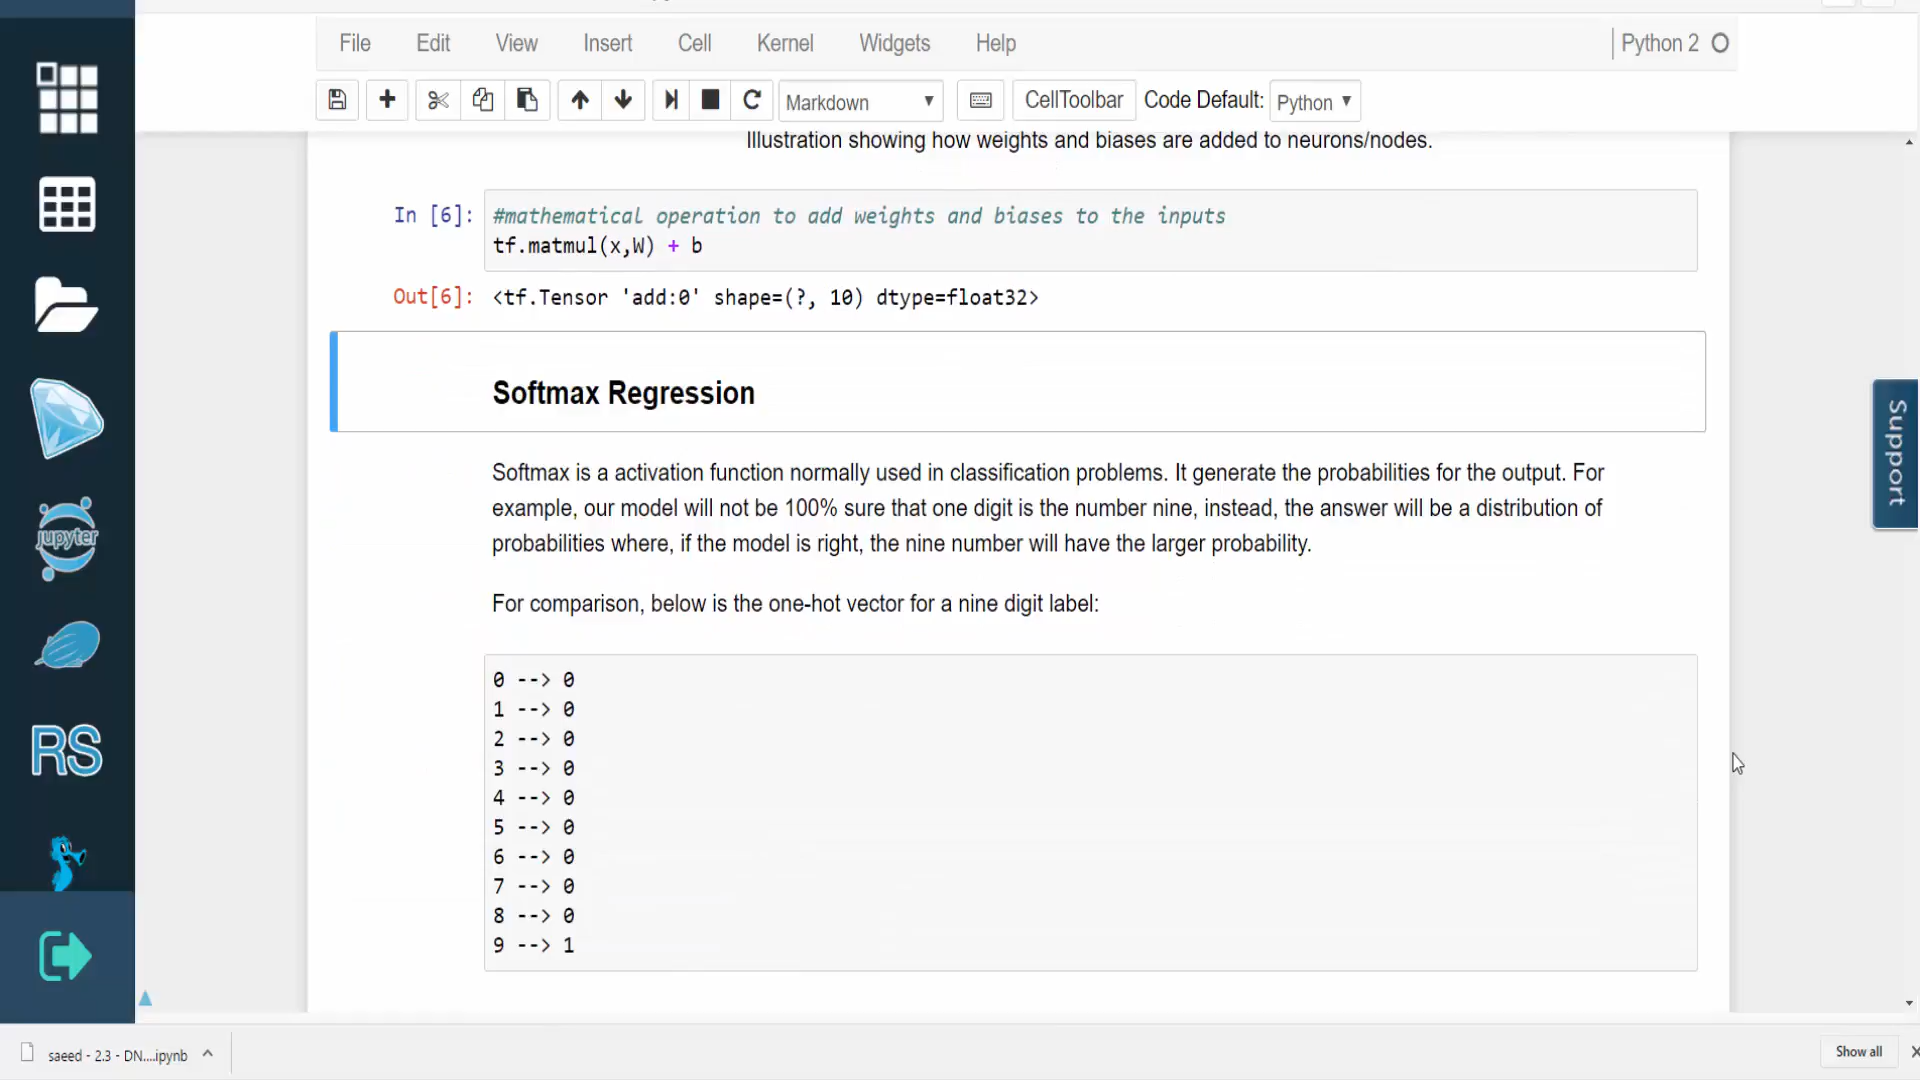 File Edit View Insert Cell Kernel Widgets Help Python 2
Markdown CellToolbar Code Default: Python
Illustration showing how weights and biases are added to neurons/nodes.
In [6]: #mathematical operation to add weights and biases to the inputs
tf.matmul(x,W) + b
Out[6]: <tf.Tensor 'add:0' shape=(?, 10) dtype=float32>
Softmax Regression
Softmax is a activation function normally used in classification problems. It generate the probabilities for the output. For
example, our model will not be 100% sure that one digit is the number nine, instead, the answer will be a distribution of
probabilities where, if the model is right, the nine number will have the larger probability.
For comparison, below is the one-hot vector for a nine digit label:
0 --> 0
1 --> 0
2 --> 0
3 --> 0
4 --> 0
5 --> 0
6 --> 0
7 --> 0
8 --> 0
9 --> 1
jupyter
RS
Support
saeed - 2.3 - DN....ipynb
Show all